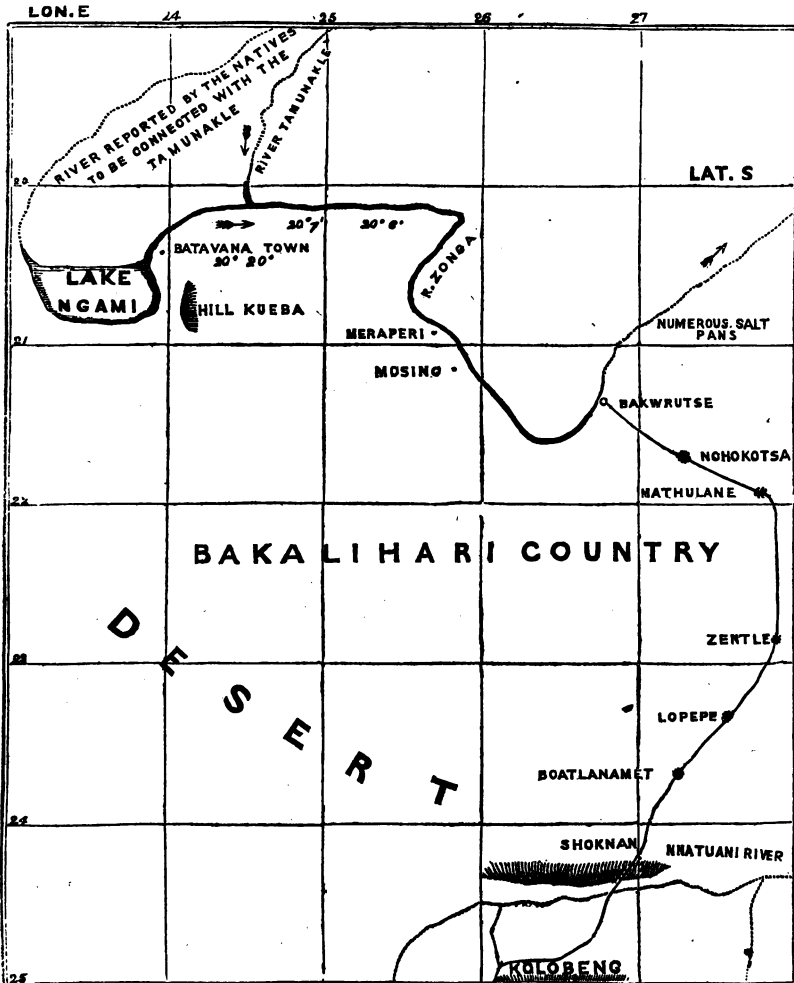 LON.E
24 25 26 27
RIVER REPORTED BY THE NATIVES
TO BE CONNECTED WITH THE
TAMUNAKLE
RIVER TAMUNAKLE
20
LAT. S
20° 7' 20° 6'
BATAVANA TOWN
20° 20°
R. ZONGA
LAKE
NGAMI
HILL KUEBA
NUMEROUS. SALT
PANS
MERAPERI
21
MOSING
BAKWRUTSE
NOHOKOTSA
NATHULANE
22
BAKALIHARI COUNTRY
DESERT
ZENTLE
23
LOPEPE
BOATLANAMET
24
SHOKNAN
NNATUANI RIVER
KOLOBENG
25